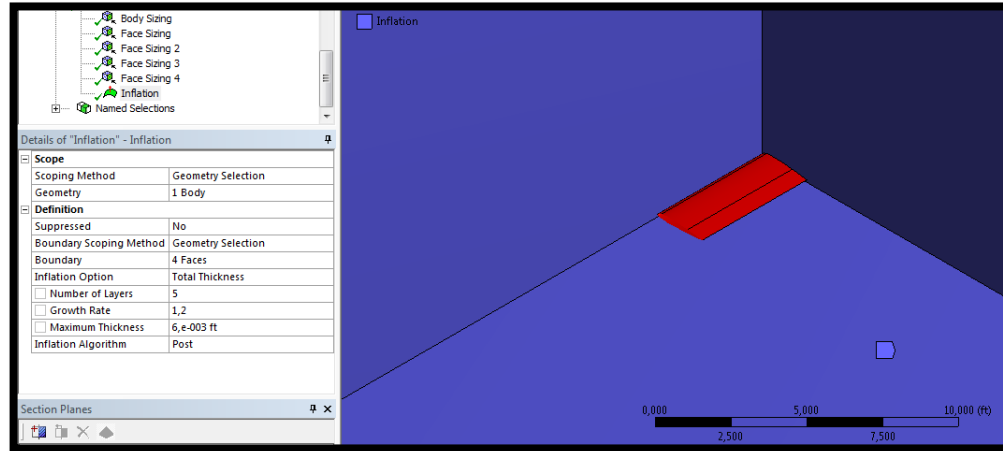 Body Sizing
Face Sizing
Face Sizing 2
Face Sizing 3
Face Sizing 4
Inflation
Named Selections
Details of "Inflation" - Inflation
Scope
Scoping Method Geometry Selection
Geometry 1 Body
Definition
Suppressed No
Boundary Scoping Method Geometry Selection
Boundary 4 Faces
Inflation Option Total Thickness
Number of Layers 5
Growth Rate 1,2
Maximum Thickness 6,e-003 ft
Inflation Algorithm Post
Section Planes
Inflation
0,000 5,000 10,000 (ft)
2,500 7,500